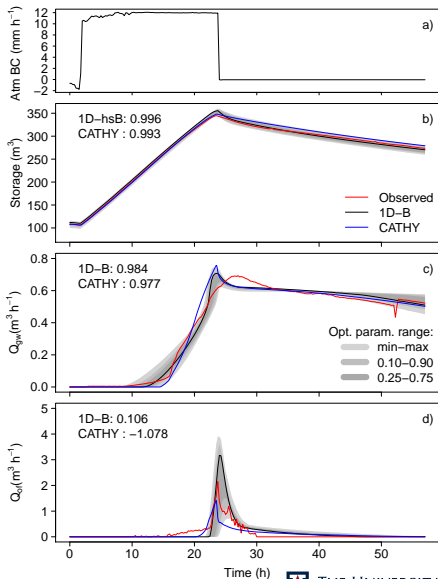 12
10
8
6
4
2
0
−2
Atm BC (mm h⁻¹)
a)
350
300
250
200
150
100
Storage (m³)
1D−hsB: 0.996
CATHY : 0.993
b)
Observed
1D−B
CATHY
0.8
0.6
0.4
0.2
0.0
Qgw(m³ h⁻¹)
1D−B: 0.984
CATHY : 0.977
c)
Opt. param. range:
min−max
0.10−0.90
0.25−0.75
5
4
3
2
1
0
Qof(m³ h⁻¹)
1D−B: 0.106
CATHY : −1.078
d)
0 10 20 30 40 50
Time (h)